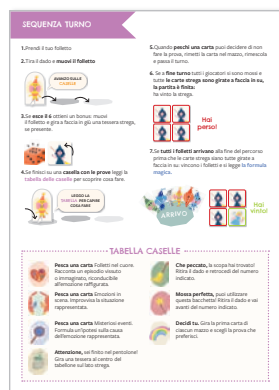 SEQUENZA TURNO
1.Prendi il tuo folletto
2.Tira il dado e muovi il folletto
AVANZO SULLE
CASELLE
3.Se esce il 6 ottieni un bonus: muovi
il folletto e gira a faccia in giù una tessera strega,
se presente.
4.Se finisci su una casella con le prove leggi la
tabella delle caselle per scoprire cosa fare:
LEGGO LA
TABELLA PER CAPIRE
COSA FARE
5.Quando peschi una carta puoi decidere di non
fare la prova, rimetti la carta nel mazzo, rimescola
e passa il turno.
6. Se a fine turno tutti i giocatori si sono mossi e
tutte le carte strega sono girate a faccia in su,
la partita è finita:
ha vinto la strega.
Hai
perso!
7.Se tutti i folletti arrivano alla fine del percorso
prima che le carte strega siano tutte girate a
faccia in su: vincono i folletti e si legge la formula
magica.
ARRIVO
Hai
vinto!
TABELLA CASELLE
Pesca una carta Folletti nel cuore.
Racconta un episodio vissuto
o immaginato, riconducibile
all'emozione raffigurata.
Pesca una carta Emozioni in
scena. Improvvisa la situazione
rappresentata.
Pesca una carta Misteriosi eventi.
Formula un'ipotesi sulla causa
dell'emozione rappresentata.
Attenzione, sei finito nel pentolone!
Gira una tessera al centro del
tabellone sul lato strega.
Che peccato, la scopa hai trovato!
Ritira il dado e retrocedi del numero
indicato.
Mossa perfetta, puoi utilizzare
questa bacchetta! Ritira il dado e vai
avanti del numero indicato.
Decidi tu. Gira la prima carta di
ciascun mazzo e scegli la prova che
preferisci.